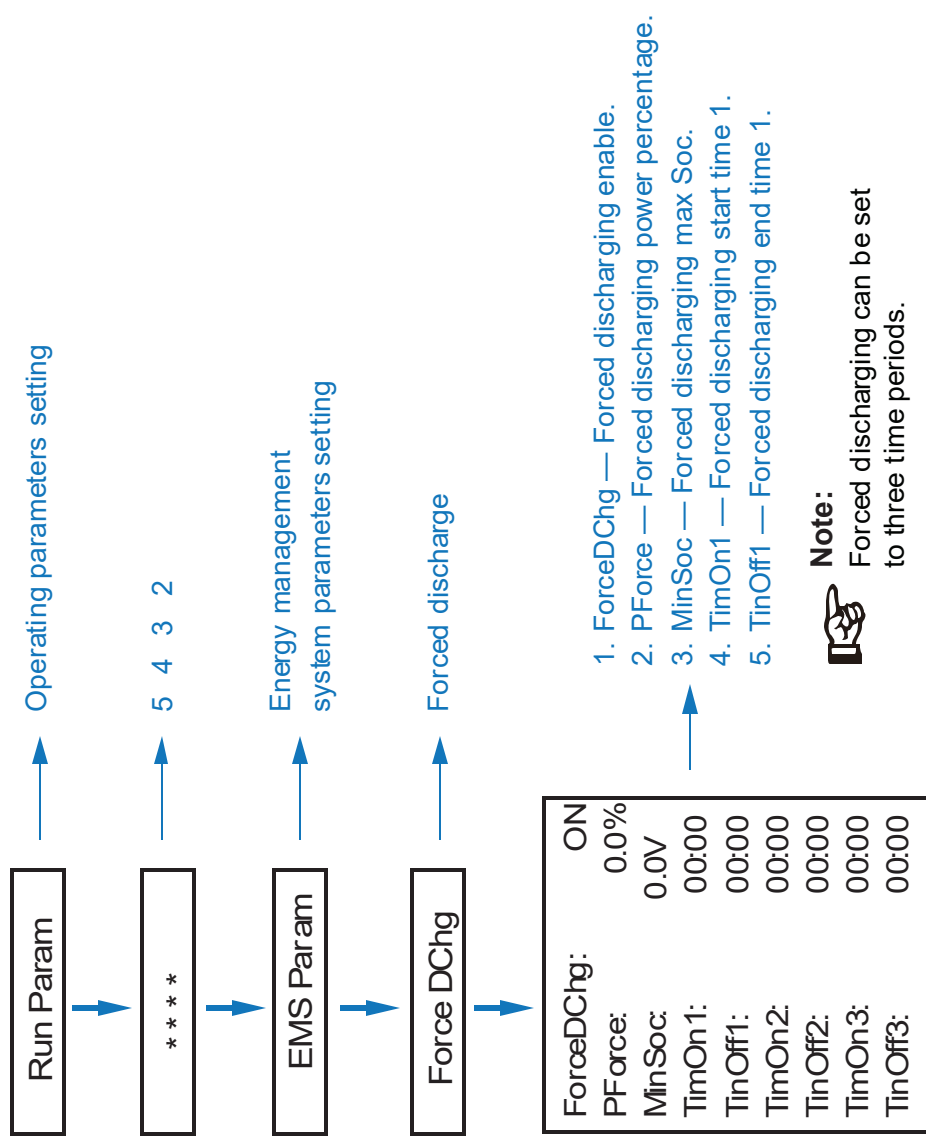 Run Param
Operating parameters setting
* * * *
5 4 3 2
EMS Param
Energy management
system parameters setting
Force DChg
Forced discharge
ForceDChg: ON
PForce: 0.0%
MinSoc: 0.0V
TimOn1: 00:00
TinOff1: 00:00
TimOn2: 00:00
TinOff2: 00:00
TimOn3: 00:00
TinOff3: 00:00
1. ForceDChg — Forced discharging enable.
2. PForce — Forced discharging power percentage.
3. MinSoc — Forced discharging max Soc.
4. TimOn1 — Forced discharging start time 1.
5. TinOff1 — Forced discharging end time 1.
Note:
Forced discharging can be set
to three time periods.